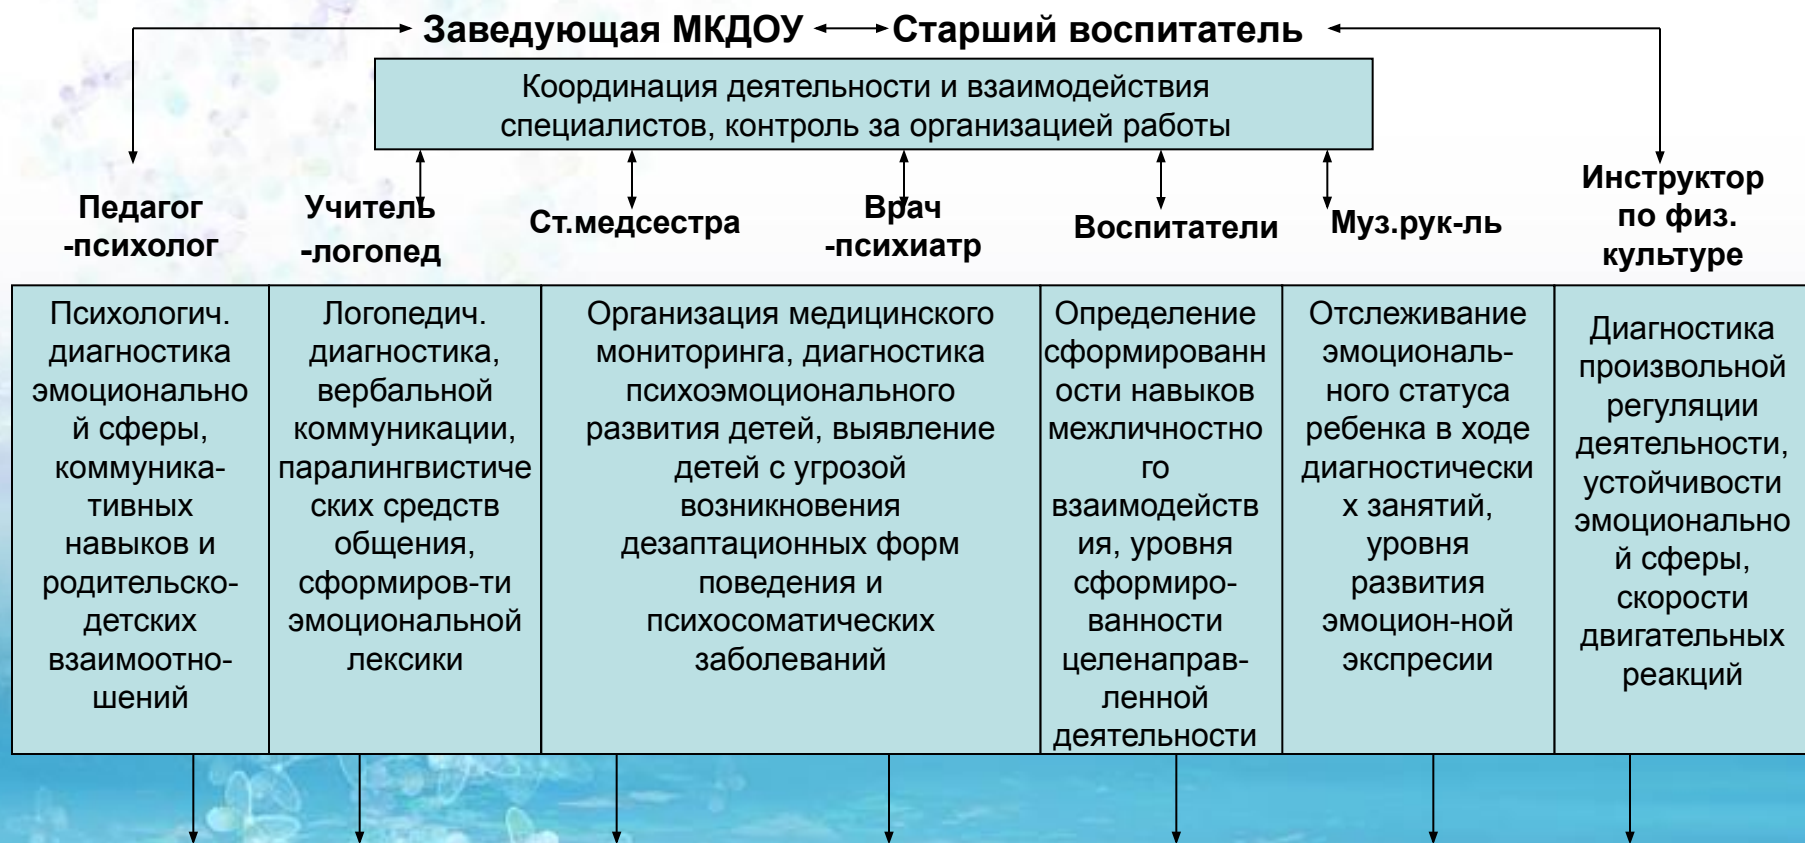 Заведующая МКДОУ Старший воспитатель
Координация деятельности и взаимодействия
специалистов, контроль за организацией работы
Педагог
-психолог
Учитель
-логопед
Ст.медсестра
Врач
-психиатр
Воспитатели
Муз.рук-ль
Инструктор
по физ.
культуре
Психологич.
диагностика
эмоционально
й сферы,
коммуника-
тивных
навыков и
родительско-
детских
взаимоотно-
шений
Логопедич.
диагностика,
вербальной
коммуникации,
паралингвистиче
ских средств
общения,
сформиров-ти
эмоциональной
лексики
Организация медицинского
мониторинга, диагностика
психоэмоционального
развития детей, выявление
детей с угрозой
возникновения
дезаптационных форм
поведения и
психосоматических
заболеваний
Определение
сформированн
ости навыков
межличностно
го
взаимодейств
ия, уровня
сформиро-
ванности
целенаправ-
ленной
деятельности
Отслеживание
эмоциональ-
ного статуса
ребенка в ходе
диагностически
х занятий,
уровня
развития
эмоцион-ной
экспресии
Диагностика
произвольной
регуляции
деятельности,
устойчивости
эмоционально
й сферы,
скорости
двигательных
реакций